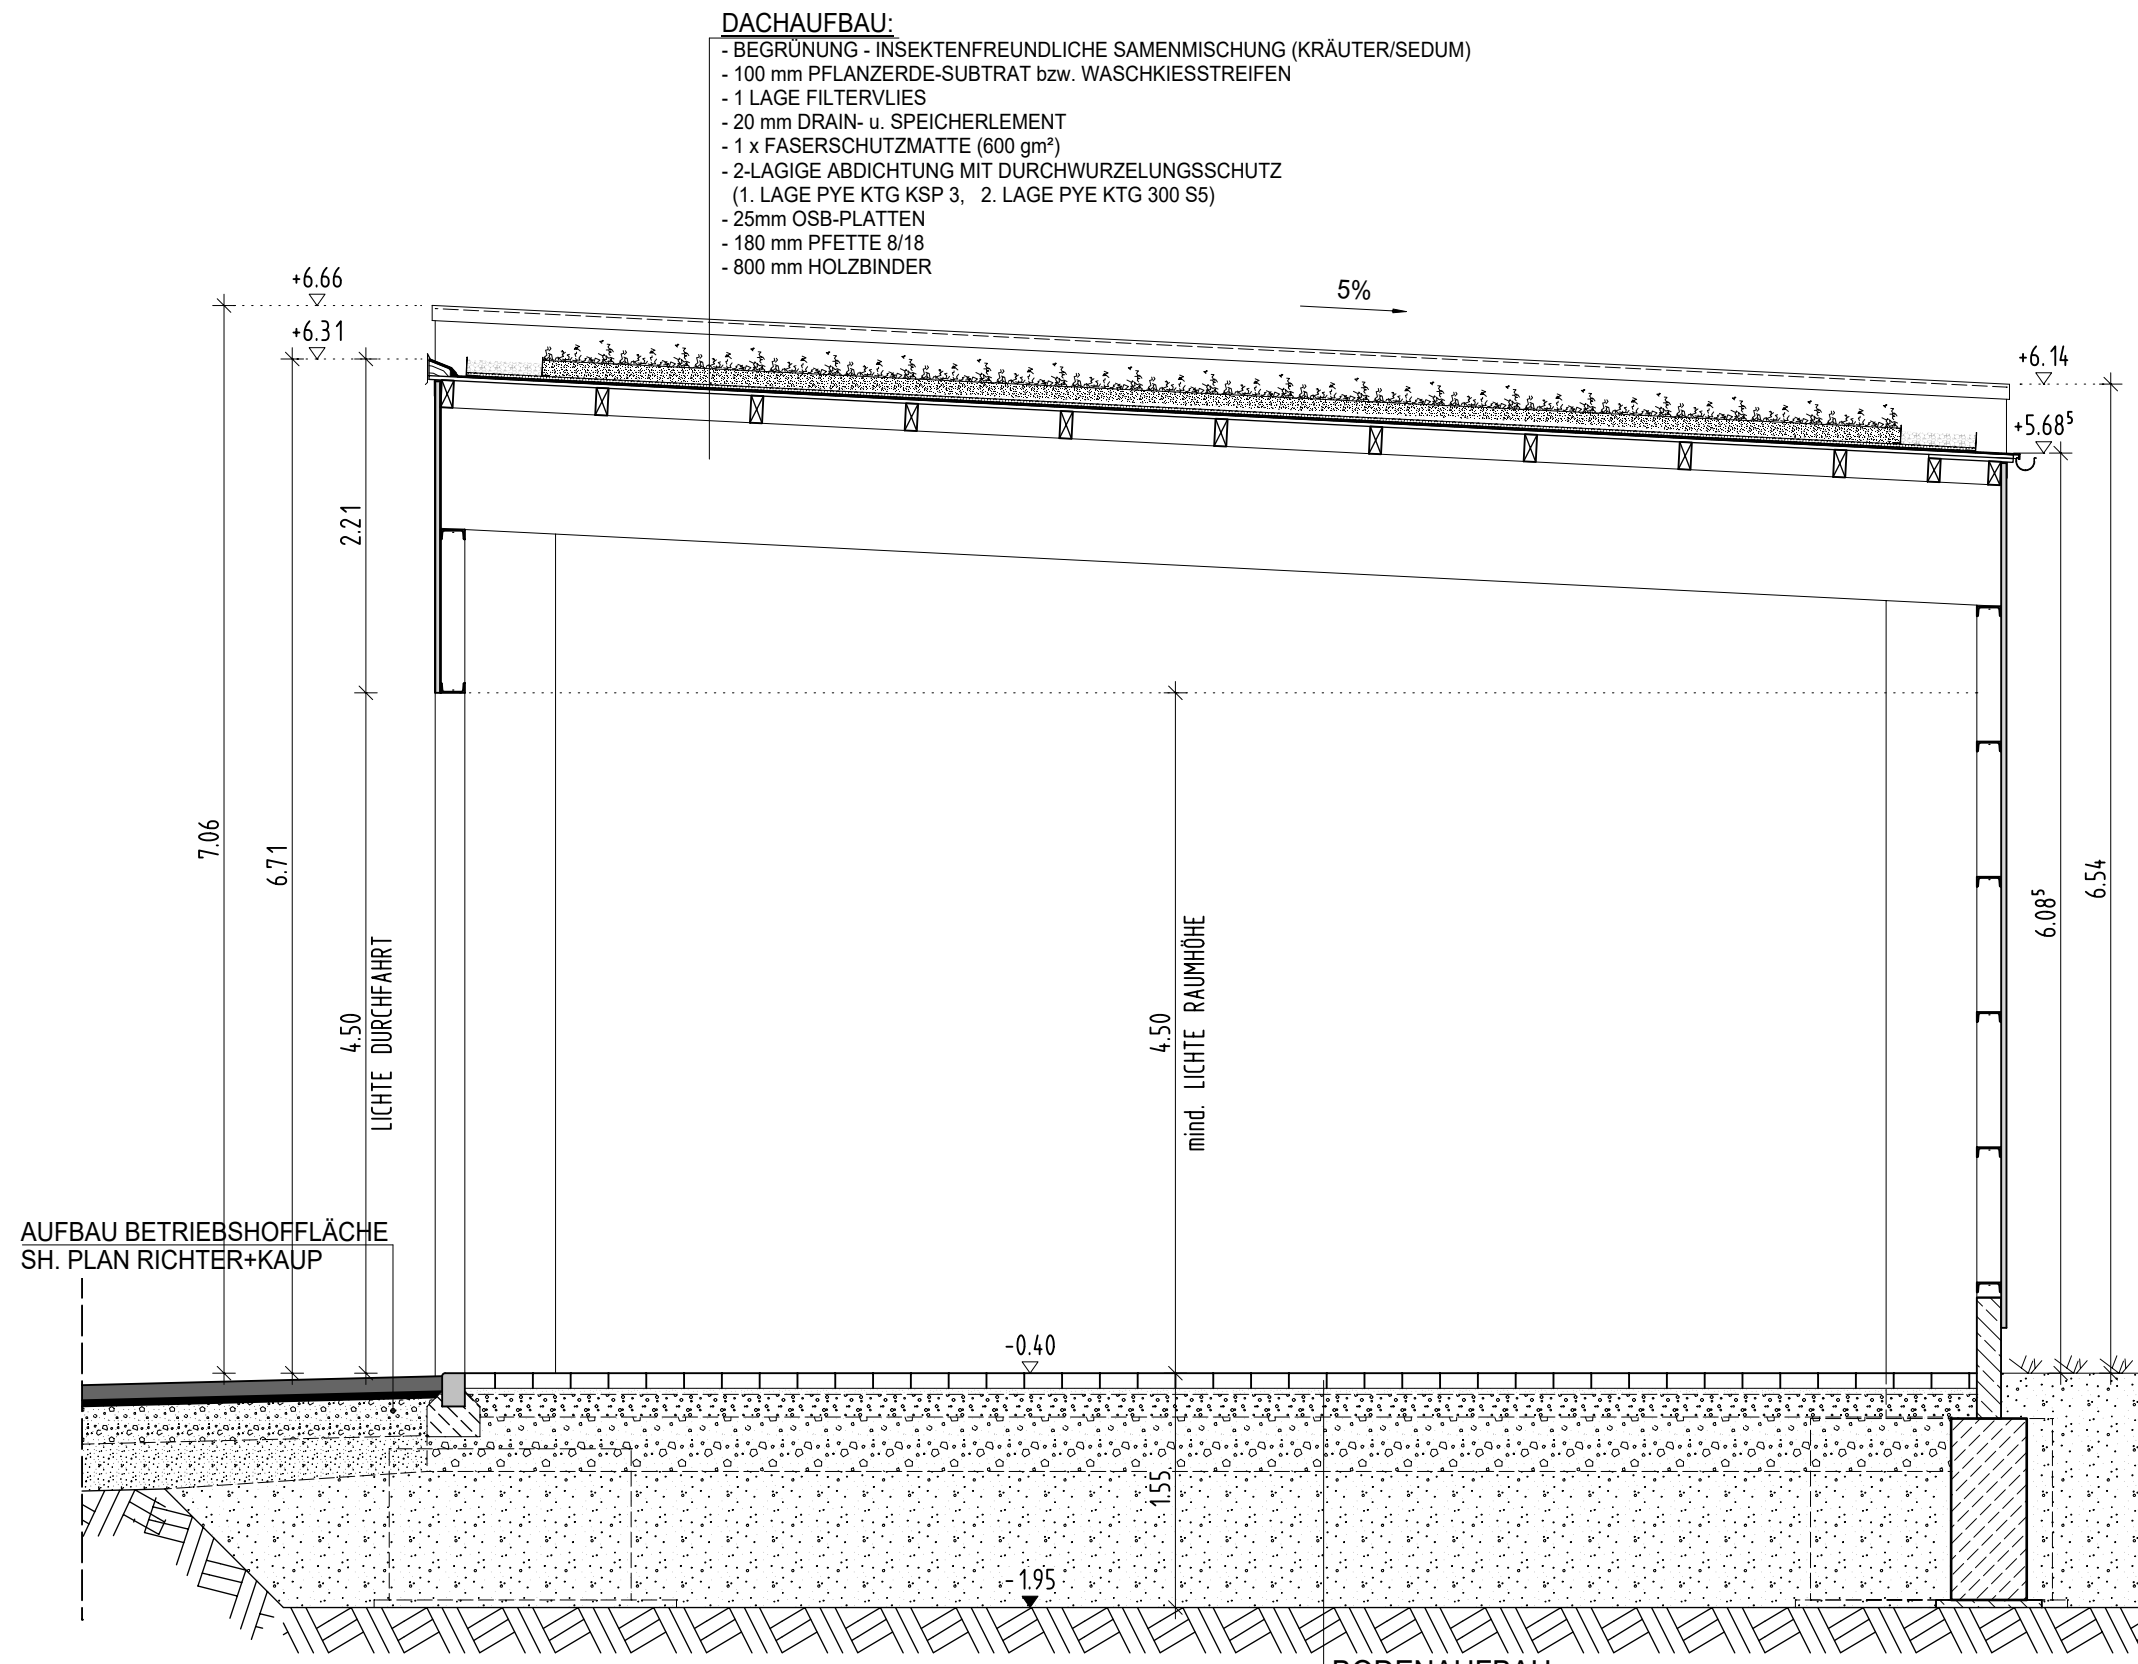 DACHAUFBAU:
- BEGRÜNUNG - INSEKTENFREUNDLICHE SAMENMISCHUNG (KRÄUTER/SEDUM)
- 100 mm PFLANZERDE-SUBTRAT bzw. WASCHKIESSTREIFEN
- 1 LAGE FILTERVLIES
- 20 mm DRAIN- u. SPEICHERLEMENT
- 1 x FASERSCHUTZMATTE (600 gm²)
- 2-LAGIGE ABDICHTUNG MIT DURCHWURZELUNGSSCHUTZ
(1. LAGE PYE KTG KSP 3, 2. LAGE PYE KTG 300 S5)
- 25mm OSB-PLATTEN
- 180 mm PFETTE 8/18
- 800 mm HOLZBINDER
+6.66
5%
+6.31
+6.14
+5.68⁵
2.21
7.06
6.71
6.54
6.08⁵
4.50
LICHTE DURCHFAHRT
4.50
mind. LICHTE RAUMHÖHE
AUFBAU BETRIEBSHOFFLÄCHE
SH. PLAN RICHTER+KAUP
-0.40
1.55
-1.95
BODENAUFBAU